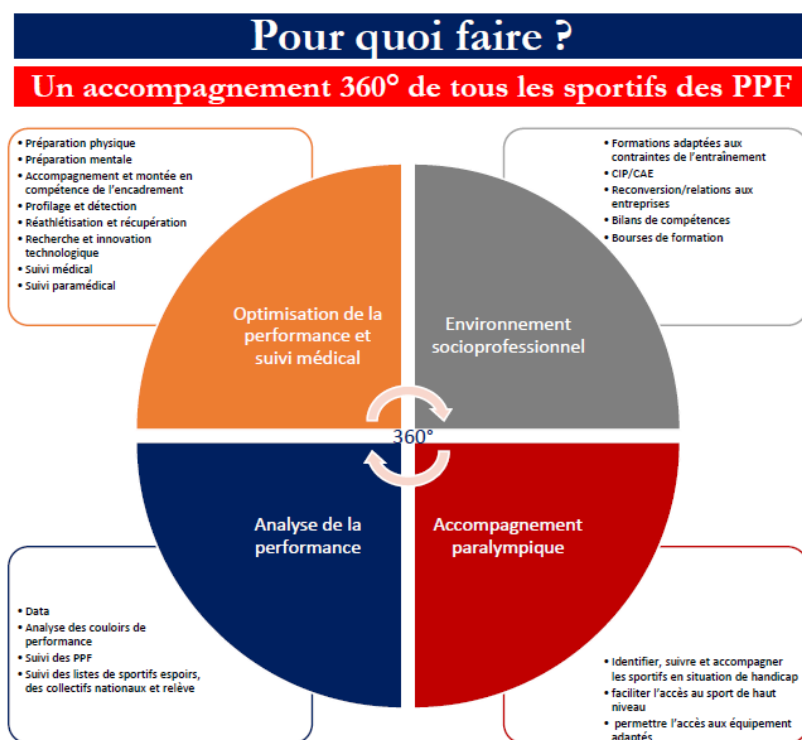 Pour quoi faire ?
Un accompagnement 360° de tous les sportifs des PPF
• Préparation physique
• Préparation mentale
• Accompagnement et montée en
compétence de l'encadrement
• Profilage et détection
• Réathlétisation et récupération
• Recherche et innovation
technologique
• Suivi médical
• Suivi paramédical
• Formations adaptées aux
contraintes de l'entraînement
• CIP/CAE
• Reconversion/relations aux
entreprises
• Bilans de compétences
• Bourses de formation
Optimisation de la
performance et
suivi médical
Environnement
socioprofessionnel
360°
Analyse de la
performance
Accompagnement
paralympique
• Data
• Analyse des couloirs de
performance
• Suivi des PPF
• Suivi des listes de sportifs espoirs,
des collectifs nationaux et relève
• Identifier, suivre et accompagner
les sportifs en situation de handicap
• faciliter l'accès au sport de haut
niveau
• permettre l'accès aux équipement
adaptés